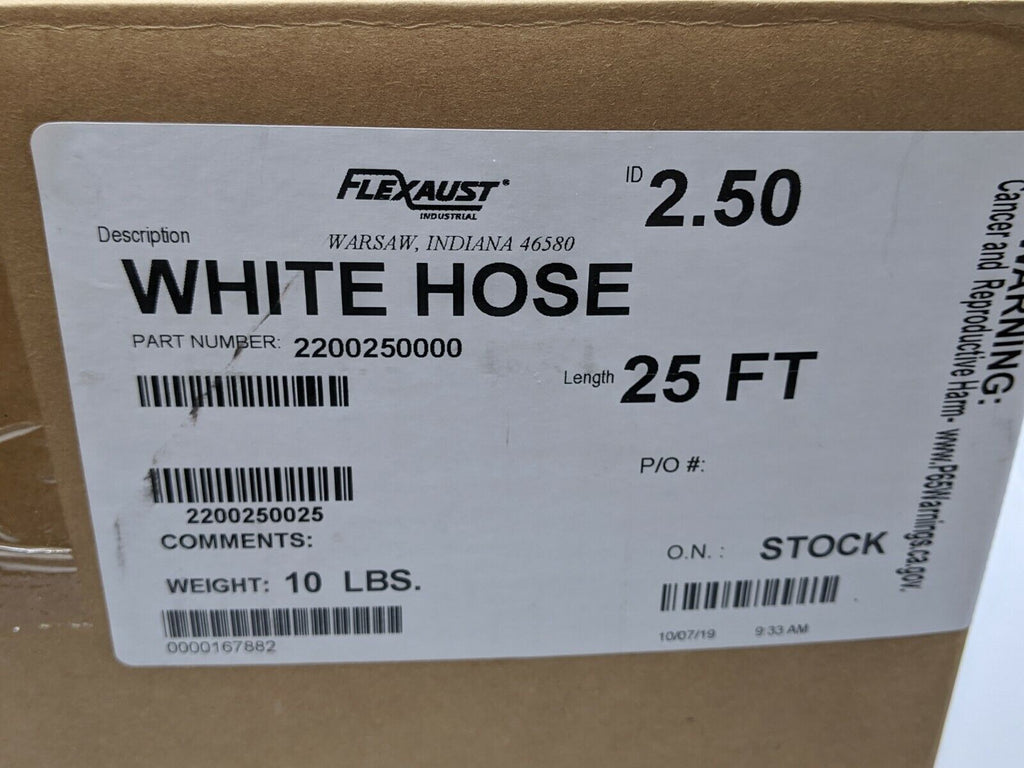 FLEXAUST®
INDUSTRIAL
WARSAW, INDIANA 46580
ID 2.50
Description
WHITE HOSE
PART NUMBER: 2200250000
Length 25 FT
P/O #:
2200250025
COMMENTS:
O.N.: STOCK
WEIGHT: 10 LBS.
0000167882
10/07/19 9:33 AM
WARNING:
Cancer and Reproductive Harm- www.P65Warnings.ca.gov.